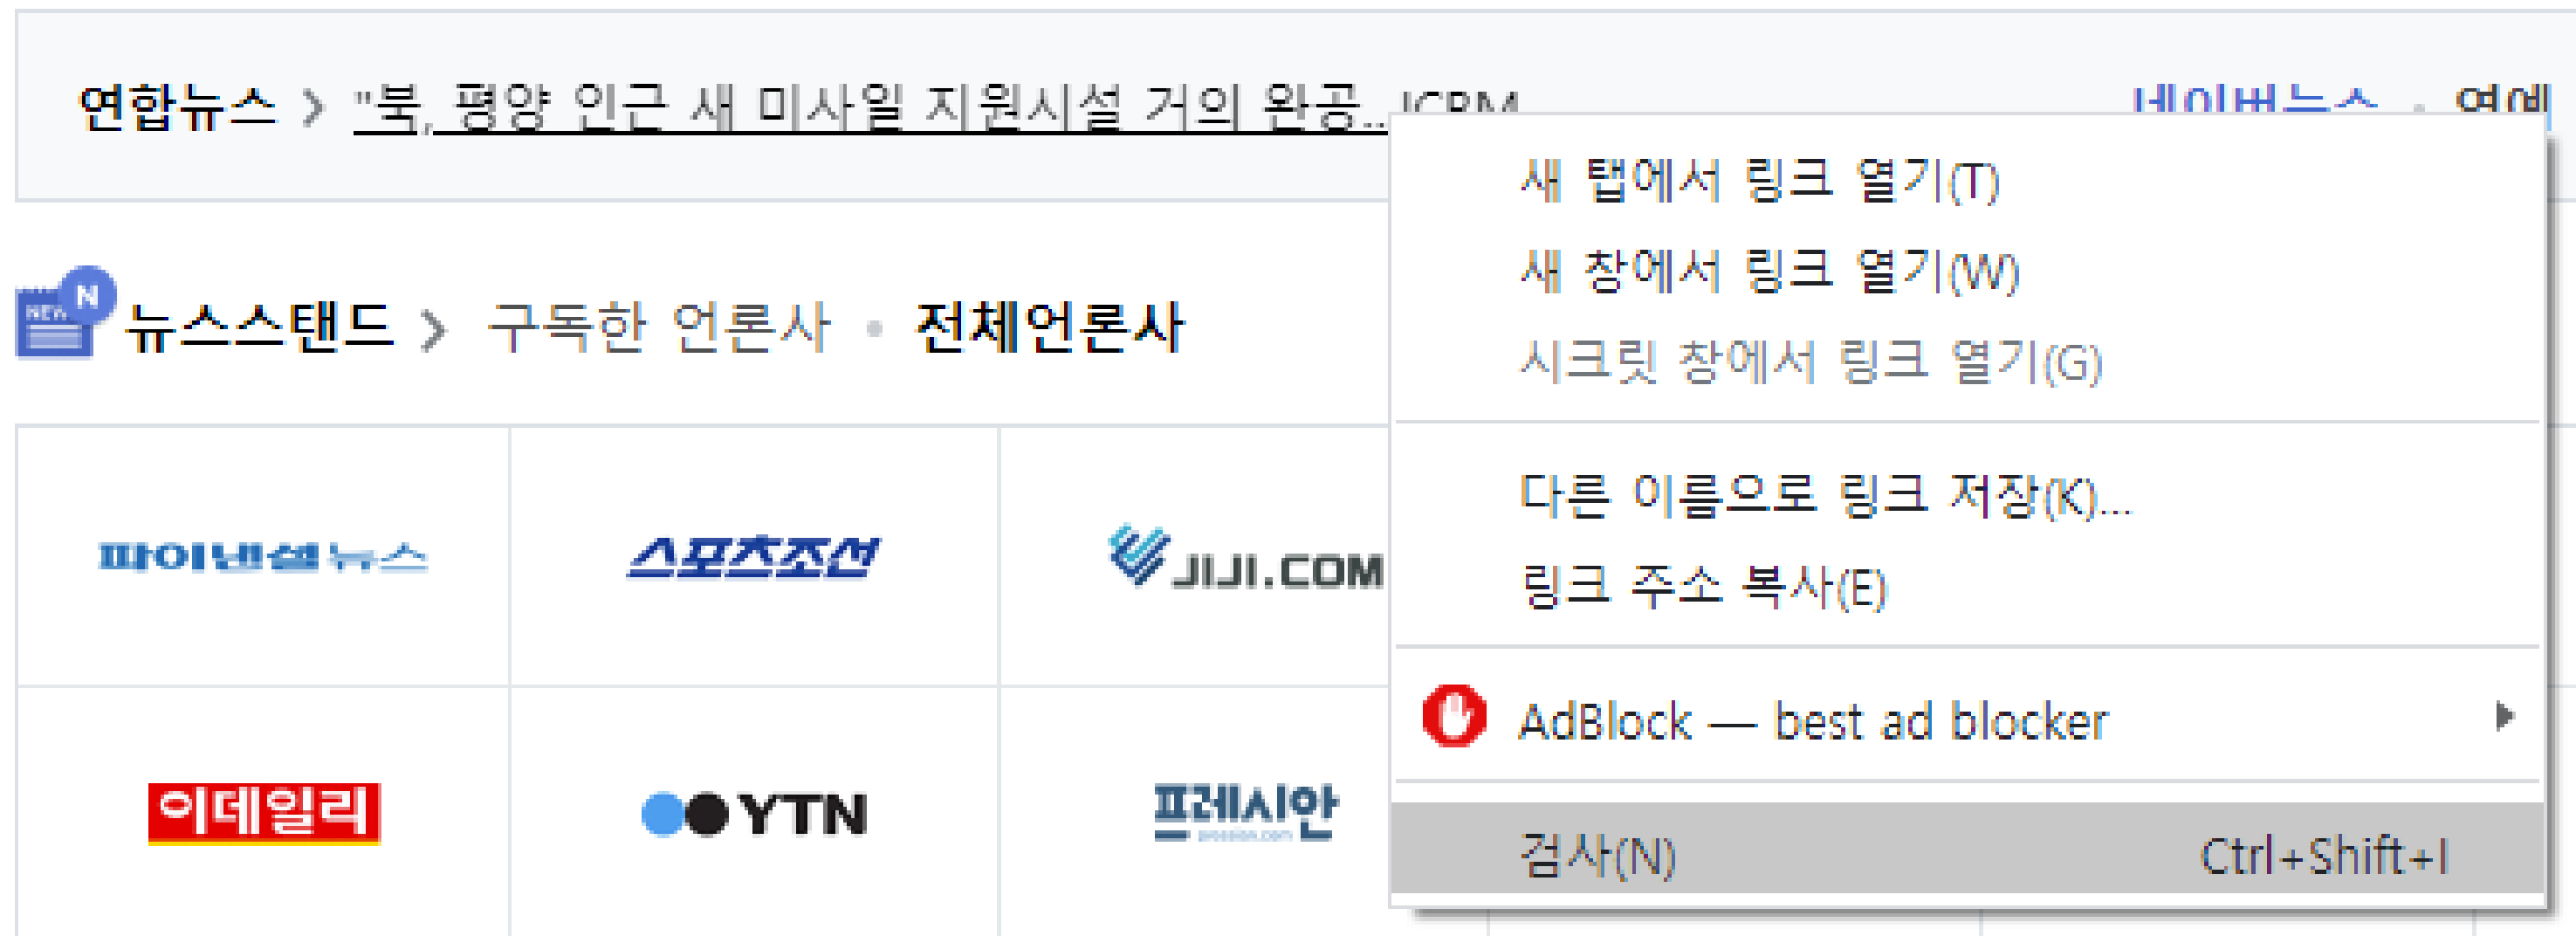 연합뉴스 > "북, 평양 인근 새 미사일 지원시설 거의 완공...ICBM
네이버뉴스 · 연예
새 탭에서 링크 열기(T)
새 창에서 링크 열기(W)
시크릿 창에서 링크 열기(G)
다른 이름으로 링크 저장(K)...
링크 주소 복사(E)
AdBlock — best ad blocker
검사(N) Ctrl+Shift+I
NEWS N 뉴스스탠드 > 구독한 언론사 · 전체언론사
파이낸셜뉴스 스포츠조선 JIJI.COM
이데일리 YTN 프레시안